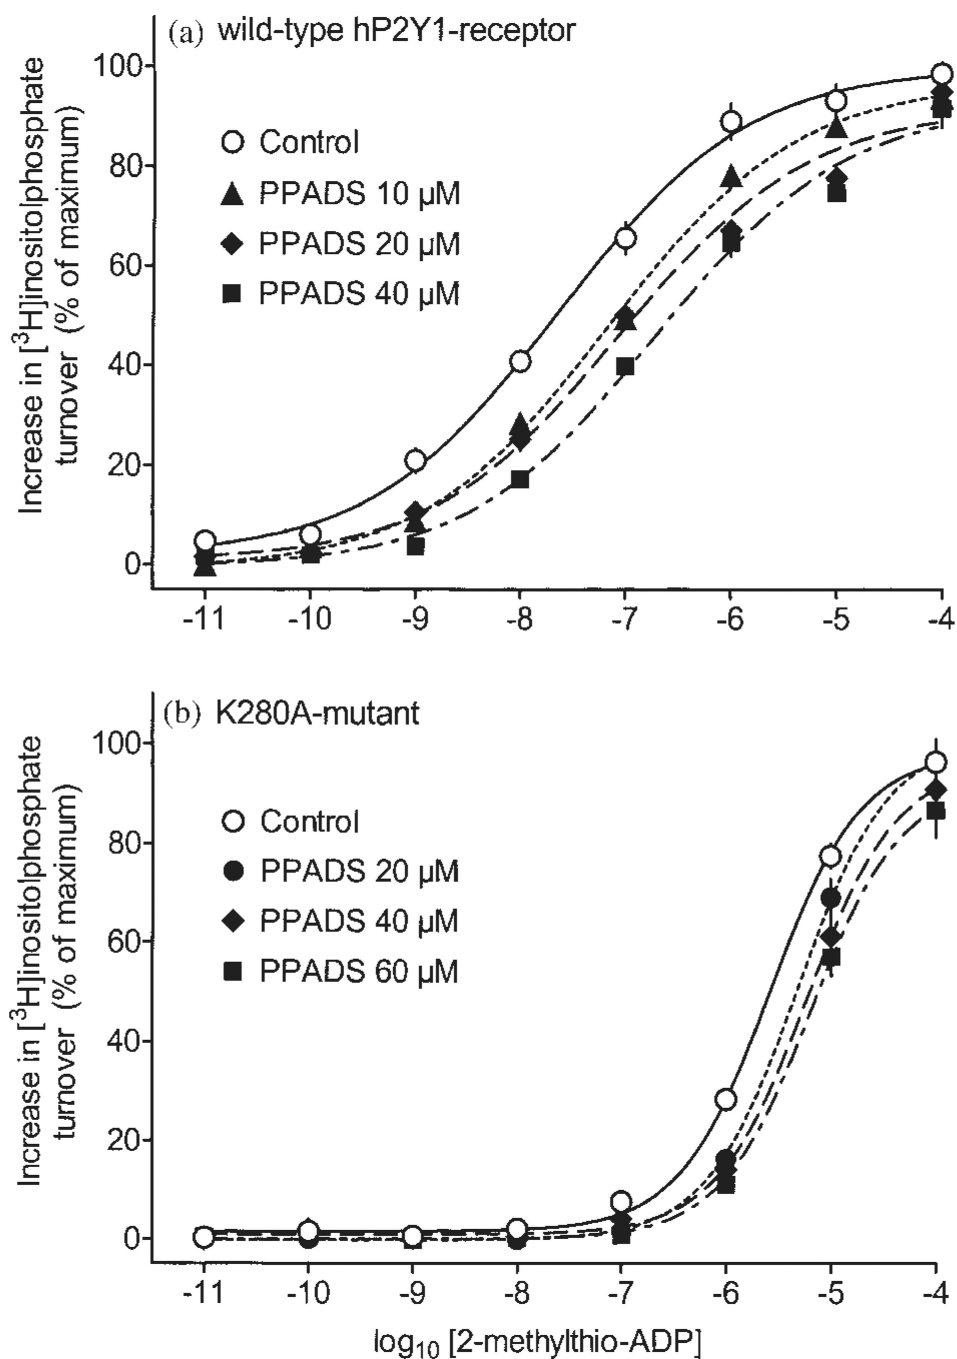 (a) wild-type hP2Y1-receptor
Increase in [³H]inositolphosphate
turnover (% of maximum)
100
80
60
40
20
0
Control
PPADS 10 µM
PPADS 20 µM
PPADS 40 µM
-11 -10 -9 -8 -7 -6 -5 -4
(b) K280A-mutant
Increase in [³H]inositolphosphate
turnover (% of maximum)
100
80
60
40
20
0
Control
PPADS 20 µM
PPADS 40 µM
PPADS 60 µM
-11 -10 -9 -8 -7 -6 -5 -4
log₁₀ [2-methylthio-ADP]